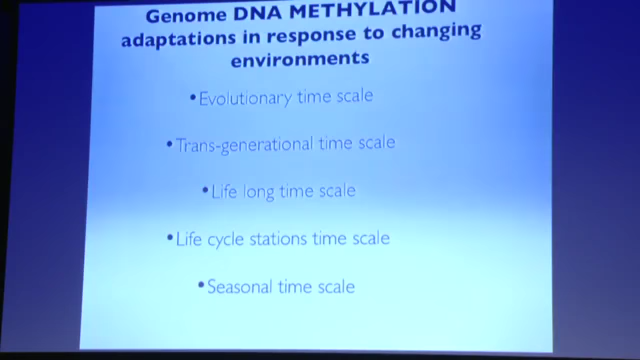 Genome DNA METHYLATION
adaptations in response to changing
environments
•Evolutionary time scale
•Trans-generational time scale
•Life long time scale
•Life cycle stations time scale
•Seasonal time scale